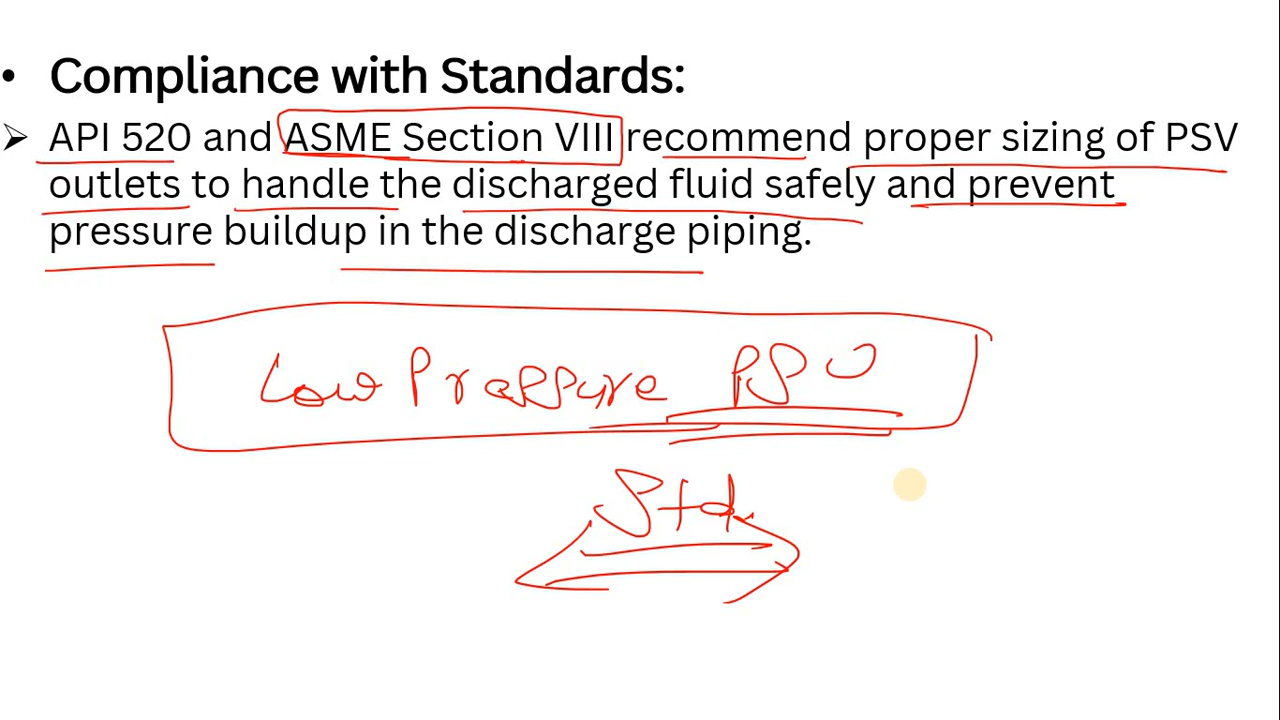 • Compliance with Standards:
➢ API 520 and ASME Section VIII recommend proper sizing of PSV
outlets to handle the discharged fluid safely and prevent
pressure buildup in the discharge piping.
Low Pressure PSV
Std.